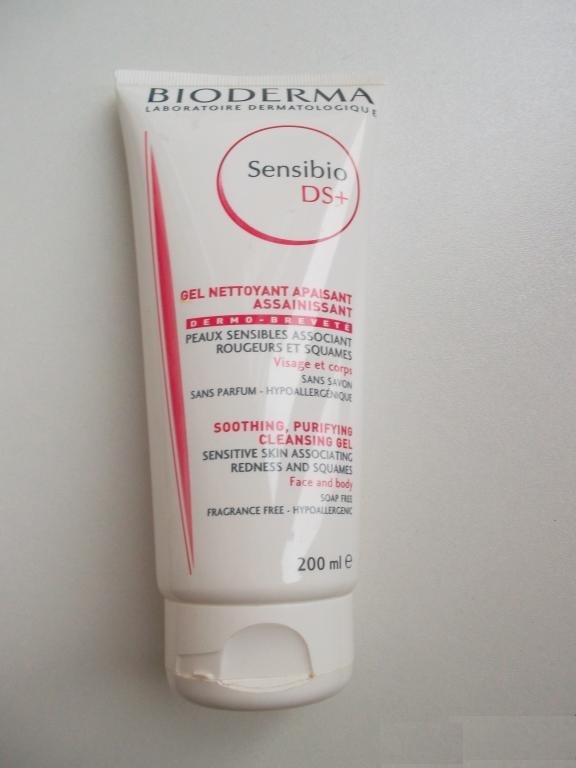 BIODERMA
LABORATOIRE DERMATOLOGIQUE
Sensibio
DS+
GEL NETTOYANT APAISANT
ASSAINISSANT
DERMO-BREVETÉ
PEAUX SENSIBLES ASSOCIANT
ROUGEURS ET SQUAMES
Visage et corps
SANS SAVON
SANS PARFUM - HYPOALLERGÉNIQUE
SOOTHING, PURIFYING
CLEANSING GEL
SENSITIVE SKIN ASSOCIATING
REDNESS AND SQUAMES
Face and body
SOAP FREE
FRAGRANCE FREE - HYPOALLERGENIC
200 ml e